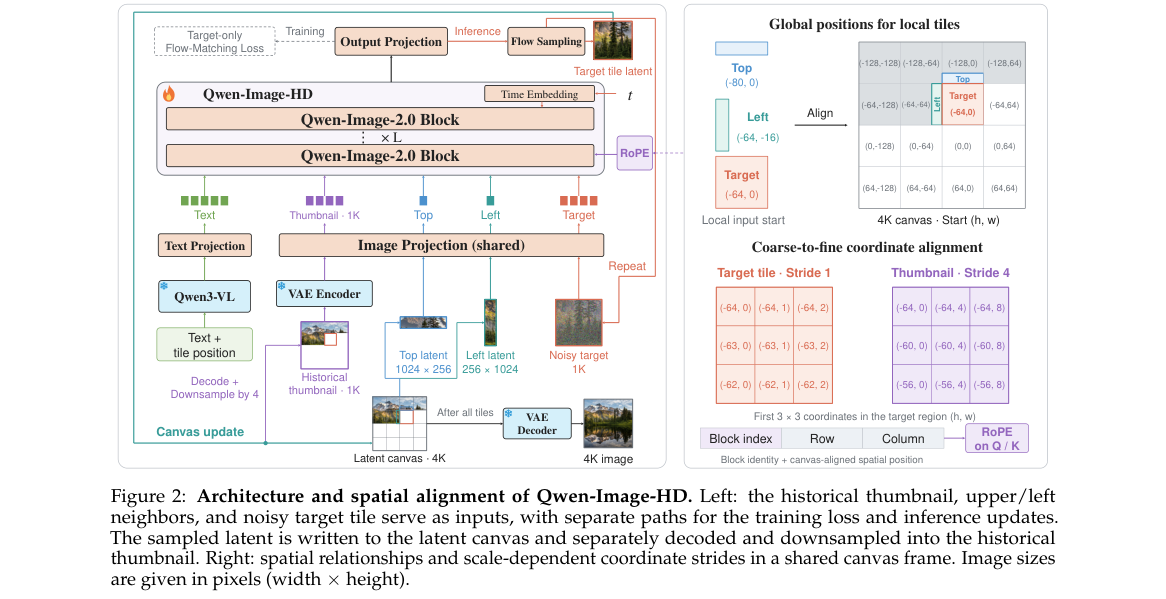 Target-only
Flow-Matching Loss
Training
Output Projection
Inference
Flow Sampling
Target tile latent
Qwen-Image-HD
Time Embedding
t
Qwen-Image-2.0 Block
⋮ × L
Qwen-Image-2.0 Block
RoPE
Text
Thumbnail · 1K
Top
Left
Target
Text Projection
Image Projection (shared)
Repeat
Qwen3-VL
VAE Encoder
Text +
tile position
Historical
thumbnail · 1K
Top latent
1024 × 256
Left latent
256 × 1024
Noisy target
1K
Decode +
Downsample by 4
Canvas update
After all tiles
VAE
Decoder
Latent canvas · 4K
4K image
Global positions for local tiles
Top
(-80, 0)
Left
(-64, -16)
Target
(-64, 0)
Local input start
Align
(-128,-128) (-128,-64) (-128,0) (-128,64)
Top
(-64,-128) (-64,-64) Left Target (-64,0) (-64,64)
(0,-128) (0,-64) (0,0) (0,64)
(64,-128) (64,-64) (64,0) (64,64)
4K canvas · Start (h, w)
Coarse-to-fine coordinate alignment
Target tile · Stride 1
(-64, 0) (-64, 1) (-64, 2)
(-63, 0) (-63, 1) (-63, 2)
(-62, 0) (-62, 1) (-62, 2)
Thumbnail · Stride 4
(-64, 0) (-64, 4) (-64, 8)
(-60, 0) (-60, 4) (-60, 8)
(-56, 0) (-56, 4) (-56, 8)
First 3 × 3 coordinates in the target region (h, w)
Block index Row Column
RoPE
on Q / K
Block identity + canvas-aligned spatial position
Figure 2: Architecture and spatial alignment of Qwen-Image-HD. Left: the historical thumbnail, upper/left
neighbors, and noisy target tile serve as inputs, with separate paths for the training loss and inference updates.
The sampled latent is written to the latent canvas and separately decoded and downsampled into the historical
thumbnail. Right: spatial relationships and scale-dependent coordinate strides in a shared canvas frame. Image sizes
are given in pixels (width × height).